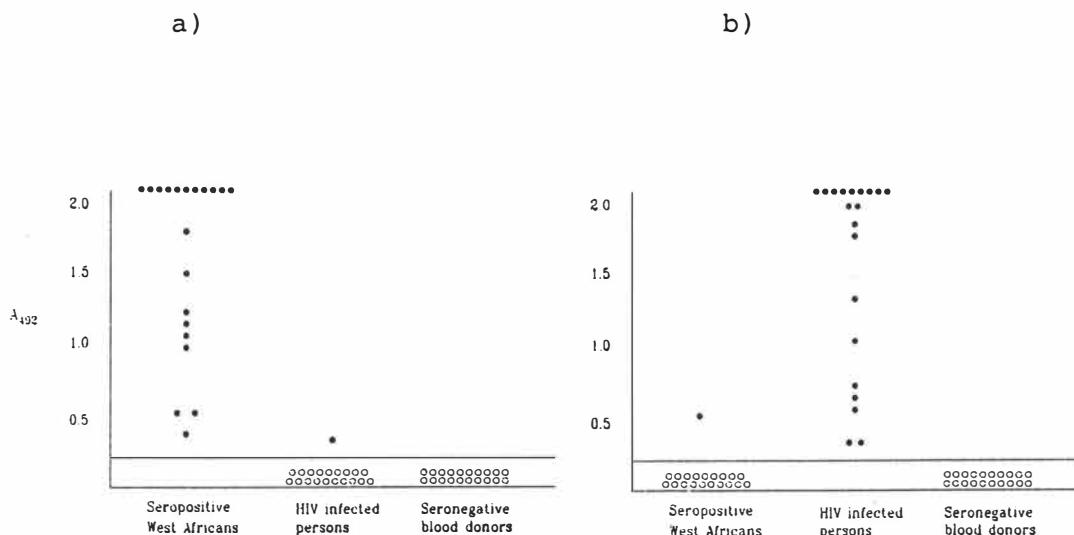 a)
b)
2.0
1.5
A₄₉₂
1.0
0.5
Seropositive
West Africans
HIV infected
persons
Seronegative
blood donors
2.0
1.5
1.0
0.5
Seropositive
West Africans
HIV infected
persons
Seronegative
blood donors